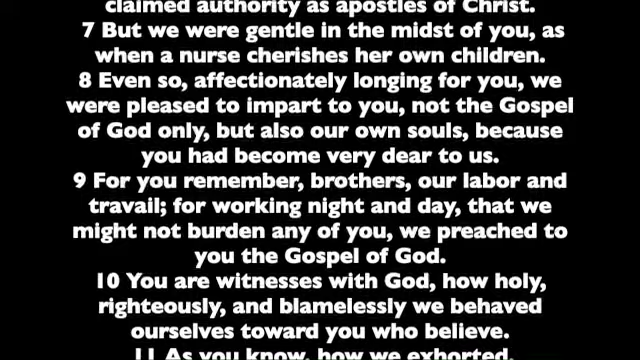 claimed authority as apostles of Christ.
7 But we were gentle in the midst of you, as
when a nurse cherishes her own children.
8 Even so, affectionately longing for you, we
were pleased to impart to you, not the Gospel
of God only, but also our own souls, because
you had become very dear to us.
9 For you remember, brothers, our labor and
travail; for working night and day, that we
might not burden any of you, we preached to
you the Gospel of God.
10 You are witnesses with God, how holy,
righteously, and blamelessly we behaved
ourselves toward you who believe.
11 As you know, how we exhorted,